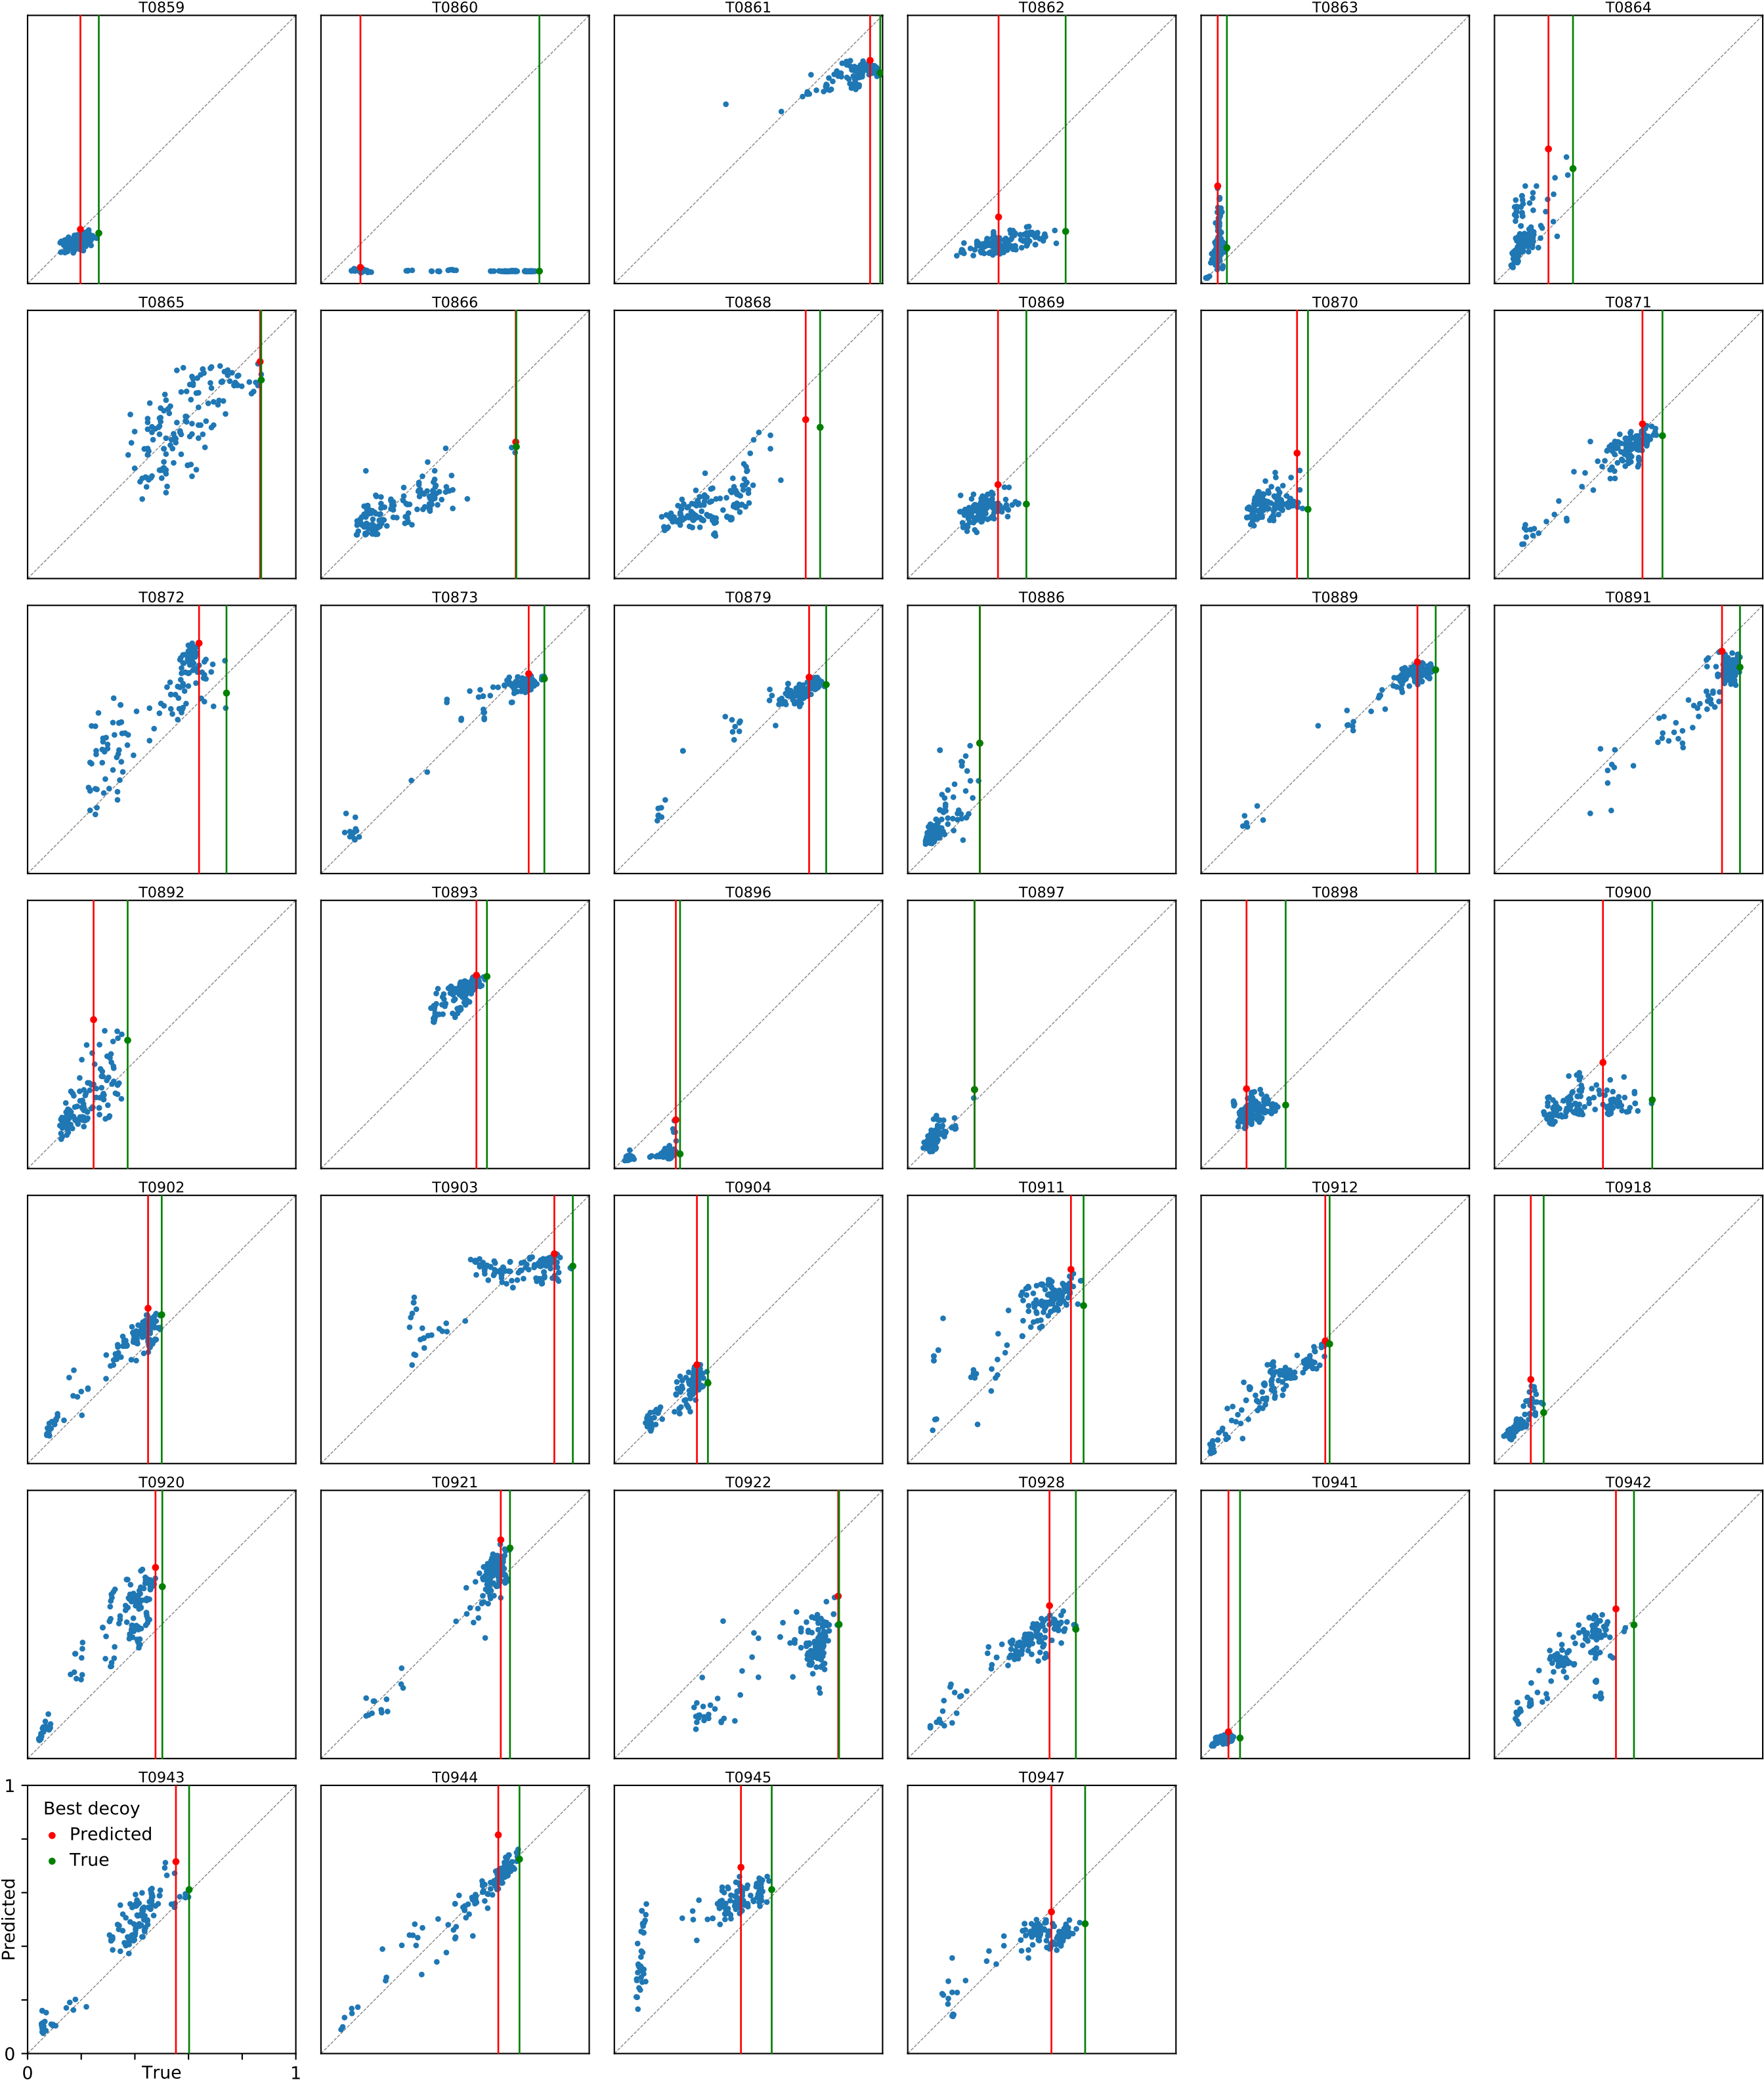 T0859 T0860 T0861 T0862 T0863 T0864
T0865 T0866 T0868 T0869 T0870 T0871
T0872 T0873 T0879 T0886 T0889 T0891
T0892 T0893 T0896 T0897 T0898 T0900
T0902 T0903 T0904 T0911 T0912 T0918
T0920 T0921 T0922 T0928 T0941 T0942
T0943 T0944 T0945 T0947
1
Best decoy
Predicted
True
Predicted
0
0 True 1